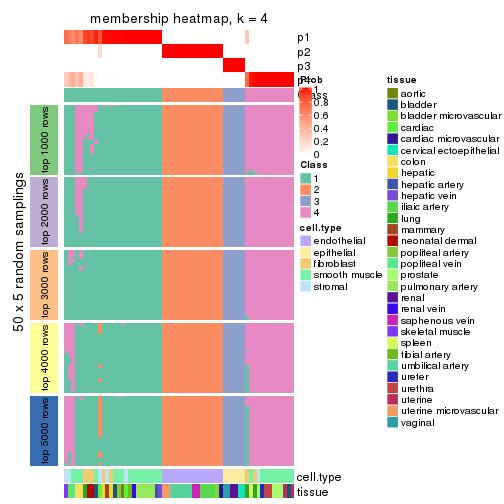 membership heatmap, k = 4
p1
p2
p3
p4
Class
50 x 5 random samplings
top 1000 rows
top 2000 rows
top 3000 rows
top 4000 rows
top 5000 rows
cell.type
tissue
Prob
1
0.8
0.6
0.4
0.2
0
Class
1
2
3
4
cell.type
endothelial
epithelial
fibroblast
smooth muscle
stromal
tissue
aortic
bladder
bladder microvascular
cardiac
cardiac microvascular
cervical ectoepithelial
colon
hepatic
hepatic artery
hepatic vein
iliaic artery
lung
mammary
neonatal dermal
popliteal artery
popliteal vein
prostate
pulmonary artery
renal
renal vein
saphenous vein
skeletal muscle
spleen
tibial artery
umbilical artery
ureter
urethra
uterine
uterine microvascular
vaginal